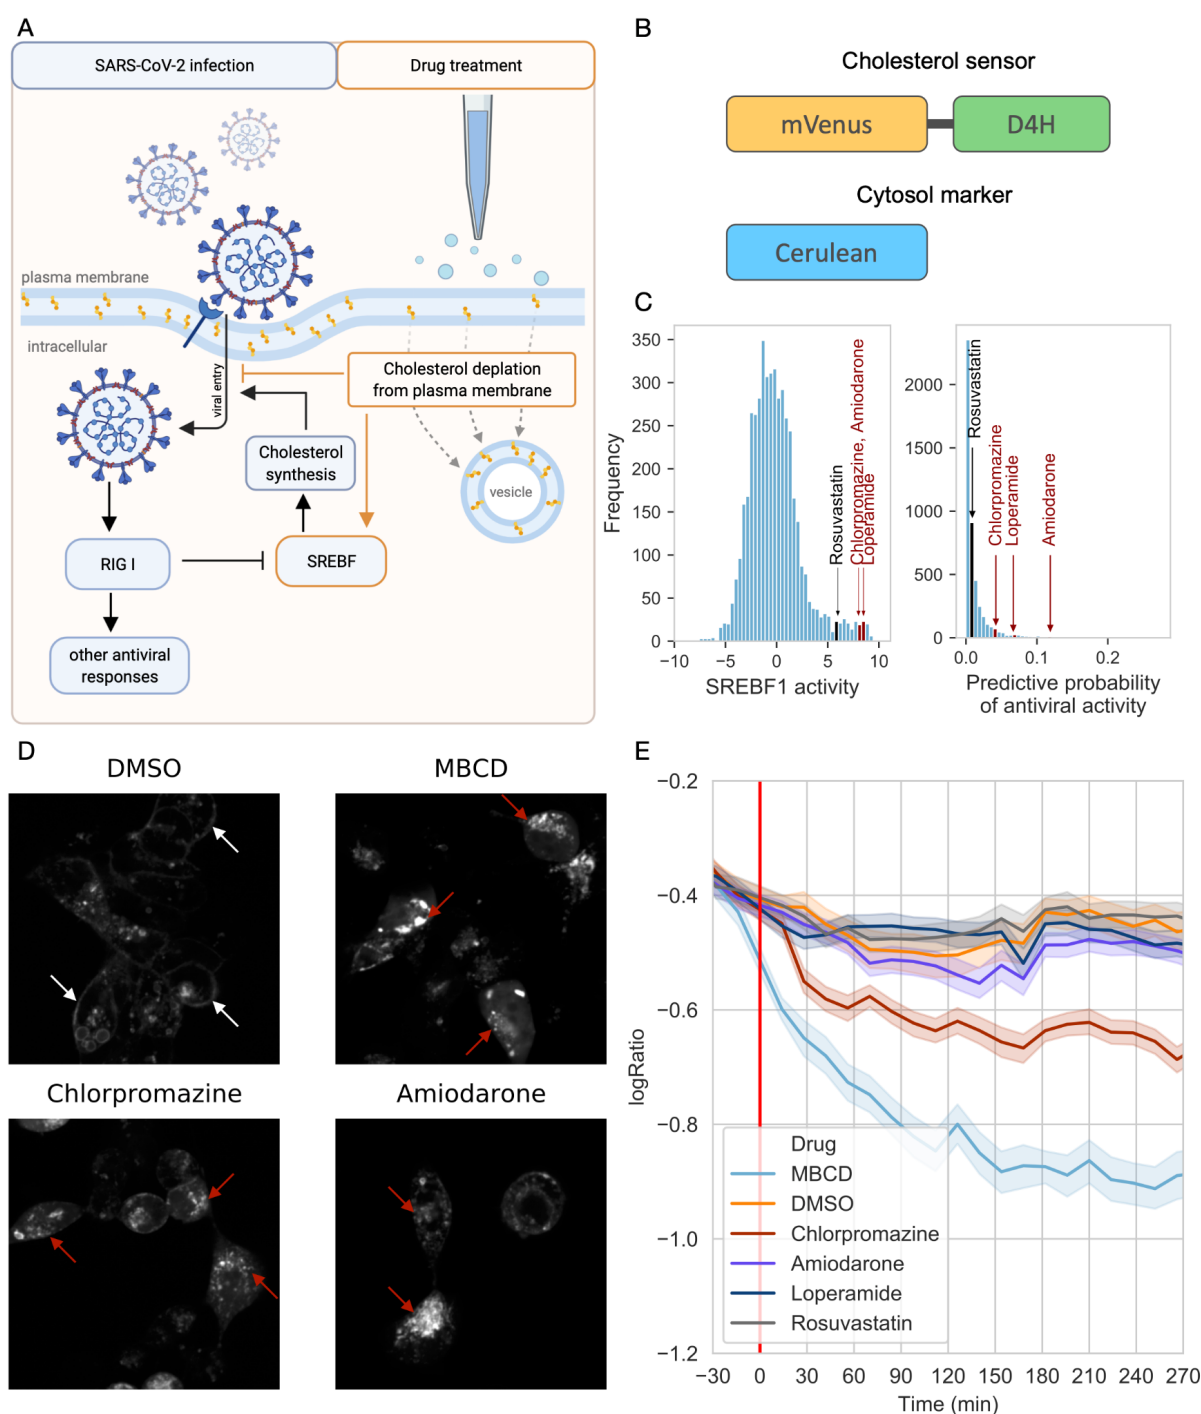 A
SARS-CoV-2 infection
Drug treatment
plasma membrane
intracellular
viral entry
Cholesterol deplation
from plasma membrane
Cholesterol
synthesis
vesicle
RIG I
SREBF
other antiviral
responses
B
Cholesterol sensor
mVenus
D4H
Cytosol marker
Cerulean
C
Frequency
350
300
250
200
150
100
50
0
−10
−5
0
5
10
SREBF1 activity
Rosuvastatin
Chlorpromazine, Amiodarone
Loperamide
2000
1500
1000
500
0
0.0
0.1
0.2
Predictive probability
of antiviral activity
Rosuvastatin
Chlorpromazine
Loperamide
Amiodarone
D
DMSO
MBCD
Chlorpromazine
Amiodarone
E
logRatio
−0.2
−0.4
−0.6
−0.8
−1.0
−1.2
Drug
MBCD
DMSO
Chlorpromazine
Amiodarone
Loperamide
Rosuvastatin
−30
0
30
60
90
120
150
180
210
240
270
Time (min)